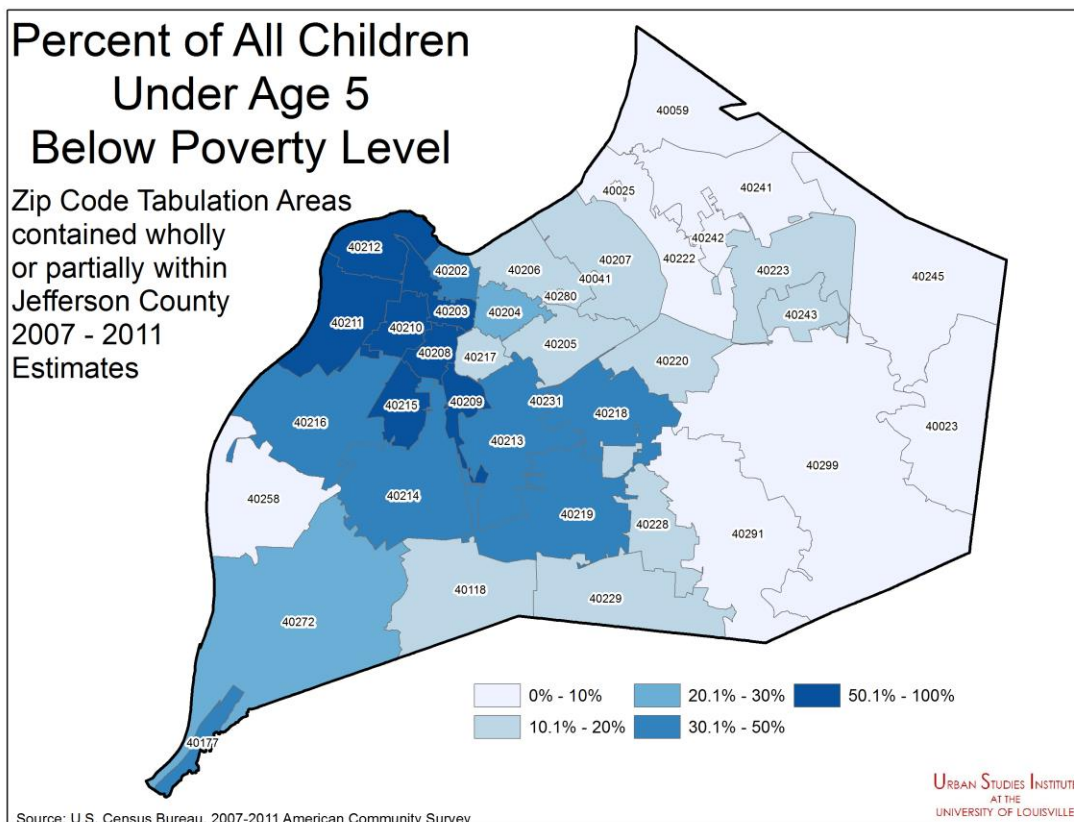 Percent of All Children
Under Age 5
Below Poverty Level
Zip Code Tabulation Areas
contained wholly
or partially within
Jefferson County
2007 - 2011
Estimates
40059
40025
40241
40242
40222
40245
40212
40202
40206
40207
40041
40223
40280
40203
40204
40243
40211
40210
40208
40217
40205
40220
40215
40209
40231
40218
40216
40213
40023
40299
40258
40214
40219
40228
40291
40118
40229
40272
40177
0% - 10%
20.1% - 30%
50.1% - 100%
10.1% - 20%
30.1% - 50%
Source: U.S. Census Bureau, 2007-2011 American Community Survey
URBAN STUDIES INSTITUTE
AT THE
UNIVERSITY OF LOUISVILLE